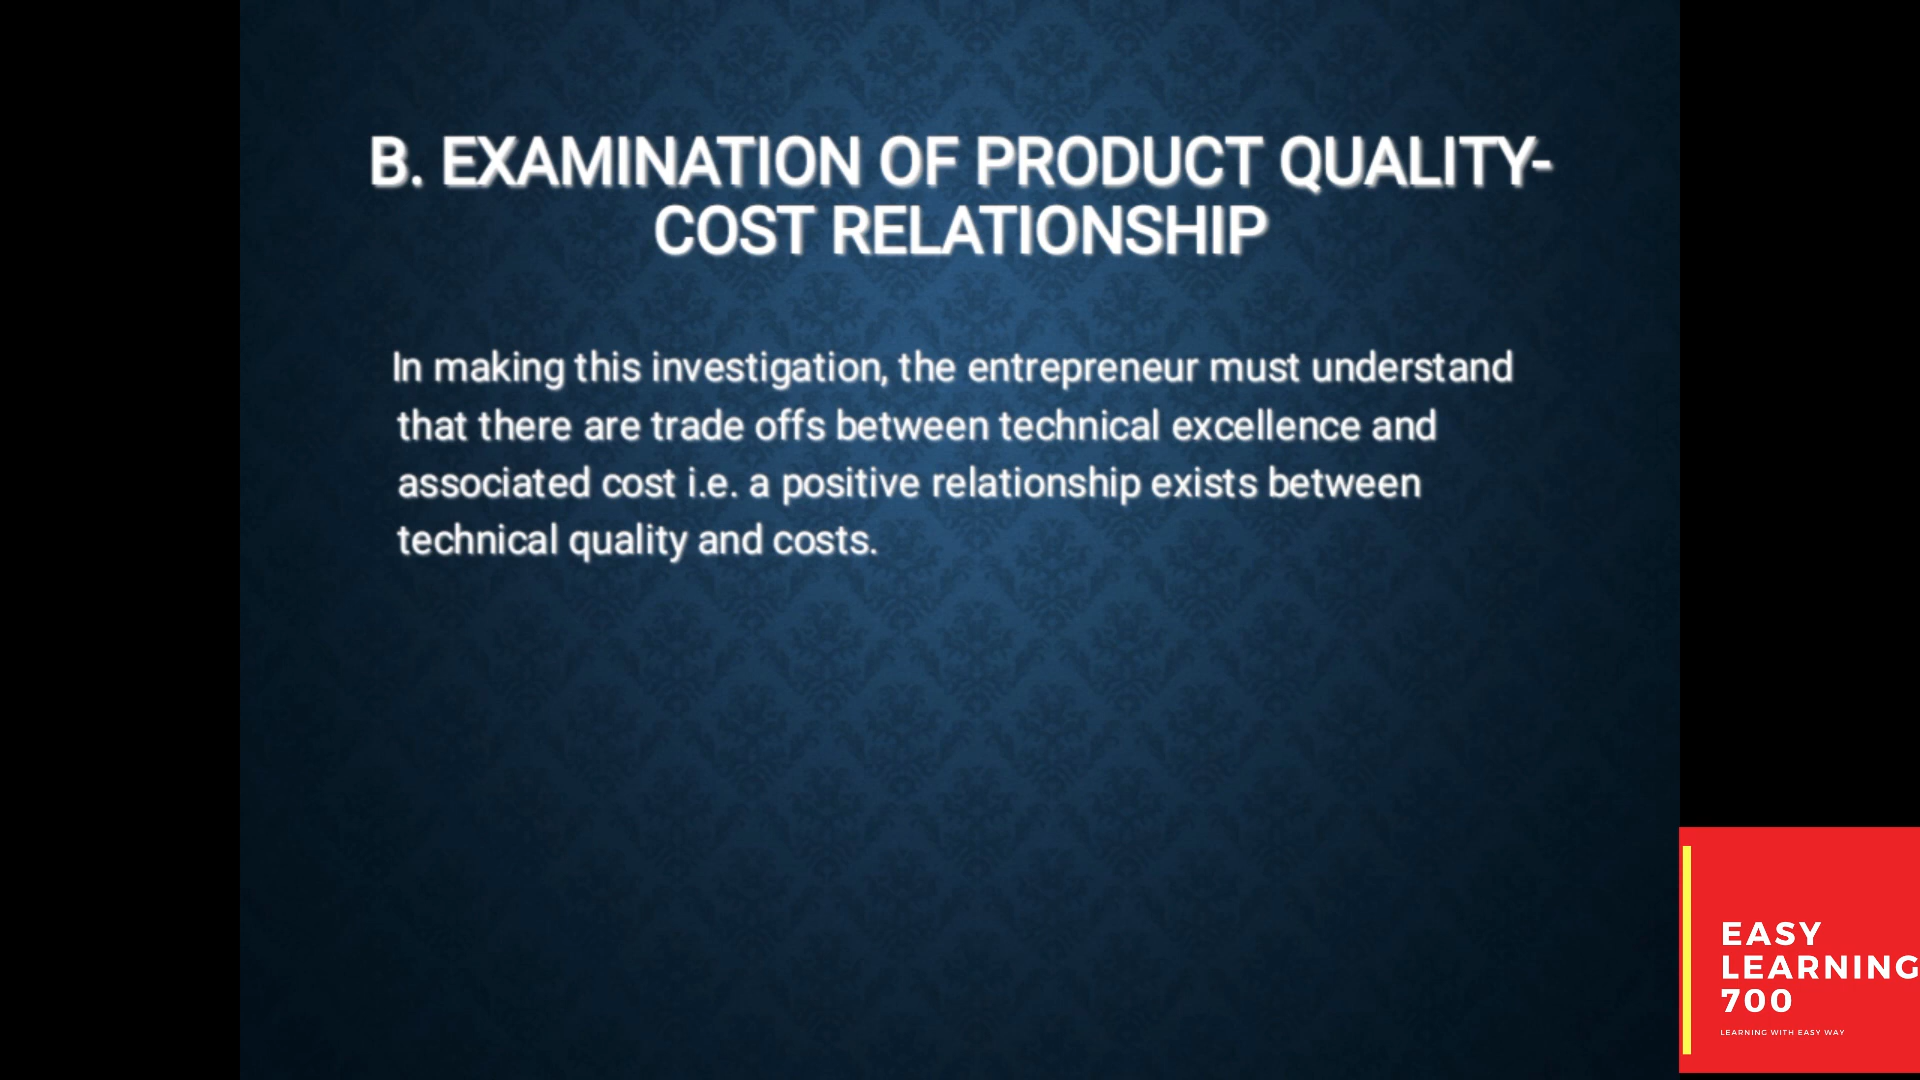 B. EXAMINATION OF PRODUCT QUALITY-
COST RELATIONSHIP
In making this investigation, the entrepreneur must understand
that there are trade offs between technical excellence and
associated cost i.e. a positive relationship exists between
technical quality and costs.
EASY
LEARNING
700
LEARNING WITH EASY WAY